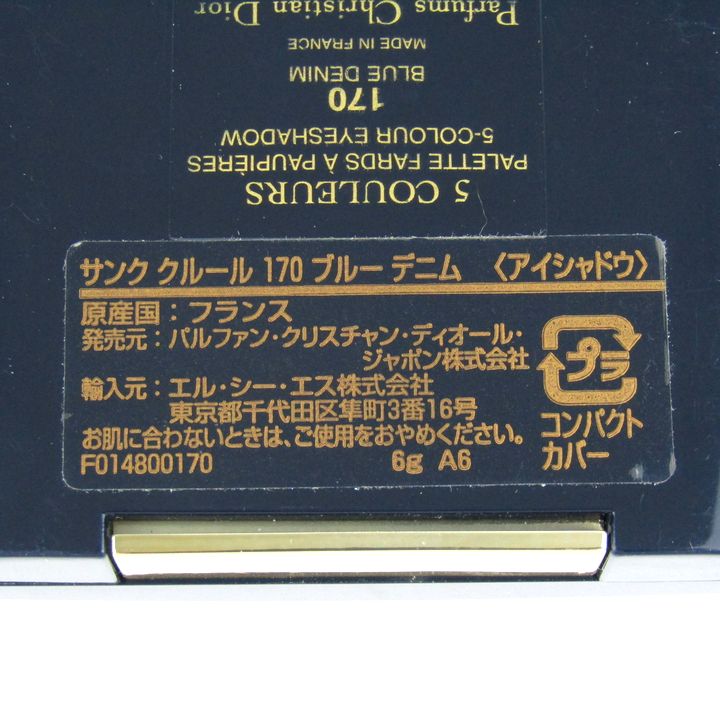 5 COULEURS
PALETTE FARDS À PAUPIÈRES
5-COLOUR EYESHADOW
170
BLUE DENIM
MADE IN FRANCE
Parfums Christian Dior
サンク クルール 170 ブルー デニム 〈アイシャドウ〉
原産国：フランス
発売元：パルファン・クリスチャン・ディオール・
ジャポン株式会社
輸入元：エル・シー・エス株式会社
東京都千代田区隼町3番16号
お肌に合わないときは、ご使用をおやめください。
F014800170 6g A6
プラ
コンパクト
カバー